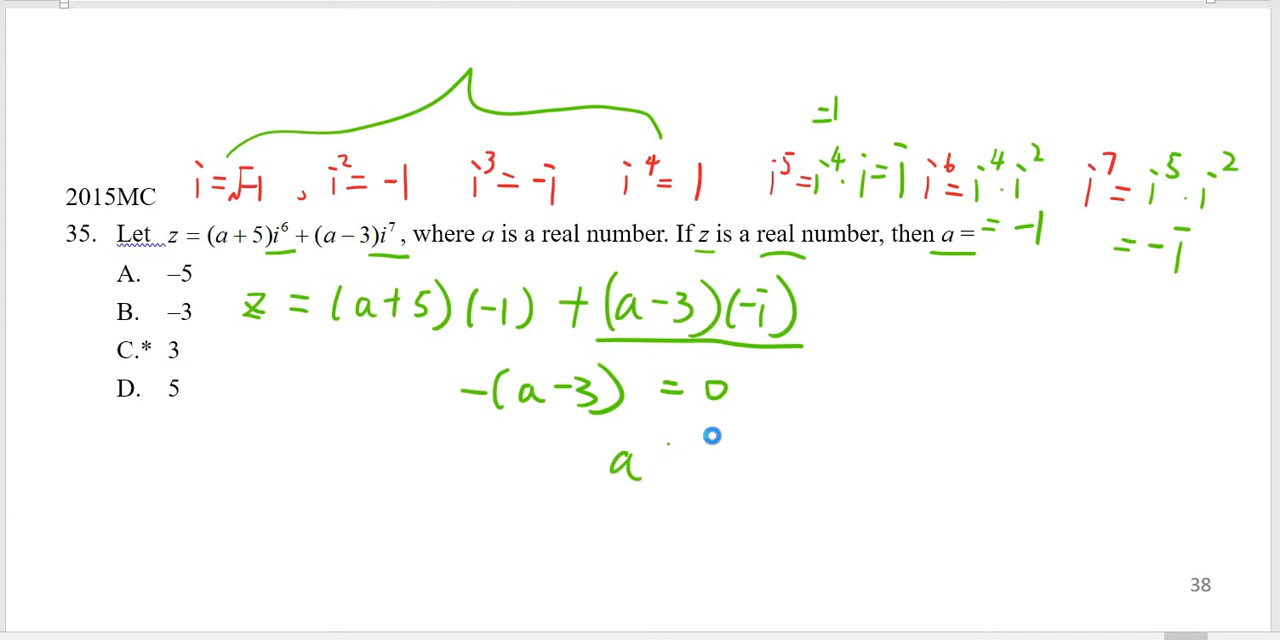 =1
i=√-1 , i²=-1 i³=-i i⁴=1 i⁵=i⁴·i=i i⁶=i⁴·i² i⁷=i⁵·i²
2015MC
35. Let z = (a + 5)i⁶ + (a − 3)i⁷, where a is a real number. If z is a real number, then a =
= -1
= -i
A. –5
z = (a+5)(-1) + (a-3)(-i)
B. –3
C.* 3
D. 5
-(a-3) = 0
a
38